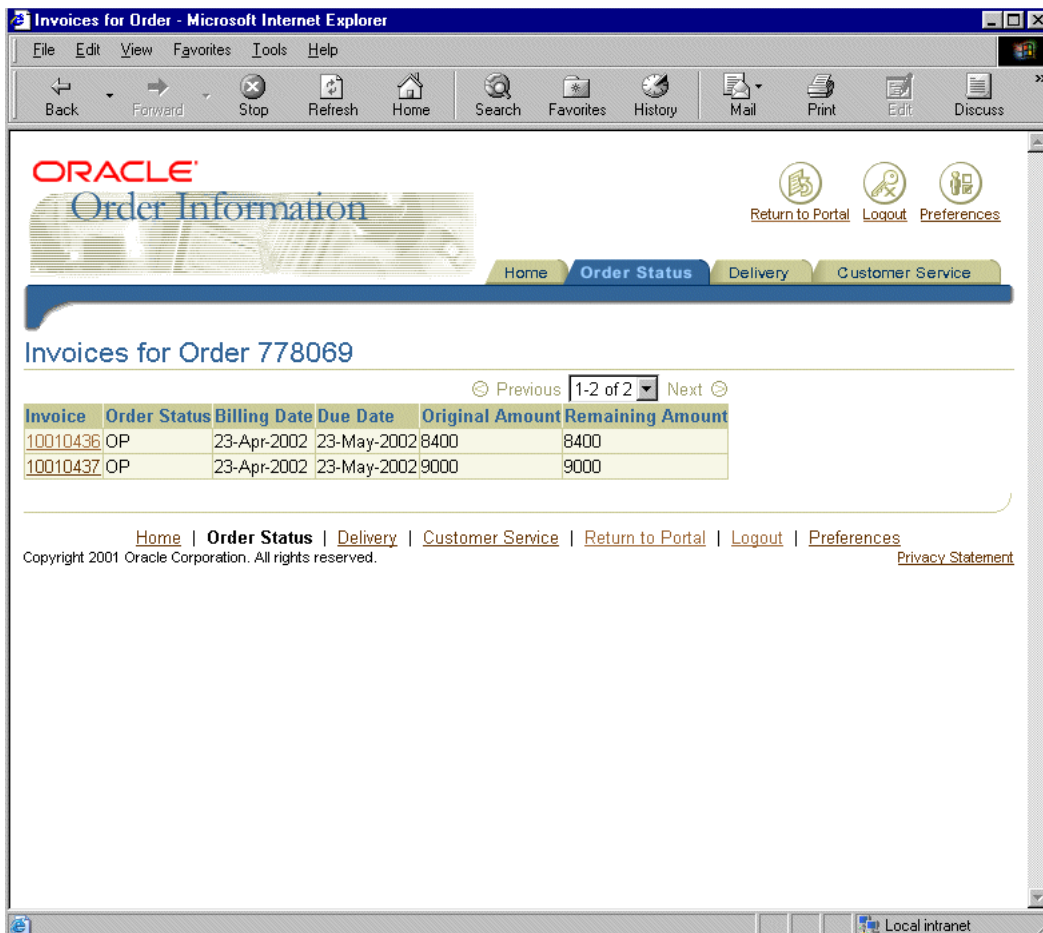 Invoices for Order - Microsoft Internet Explorer
File Edit View Favorites Tools Help
Back Forward Stop Refresh Home Search Favorites History Mail Print Edit Discuss
ORACLE
Order Information
Return to Portal Logout Preferences
Home Order Status Delivery Customer Service
Invoices for Order 778069
Previous 1-2 of 2 Next
Invoice Order Status Billing Date Due Date Original Amount Remaining Amount
10010436 OP 23-Apr-2002 23-May-2002 8400 8400
10010437 OP 23-Apr-2002 23-May-2002 9000 9000
Home | Order Status | Delivery | Customer Service | Return to Portal | Logout | Preferences
Copyright 2001 Oracle Corporation. All rights reserved. Privacy Statement
Local intranet